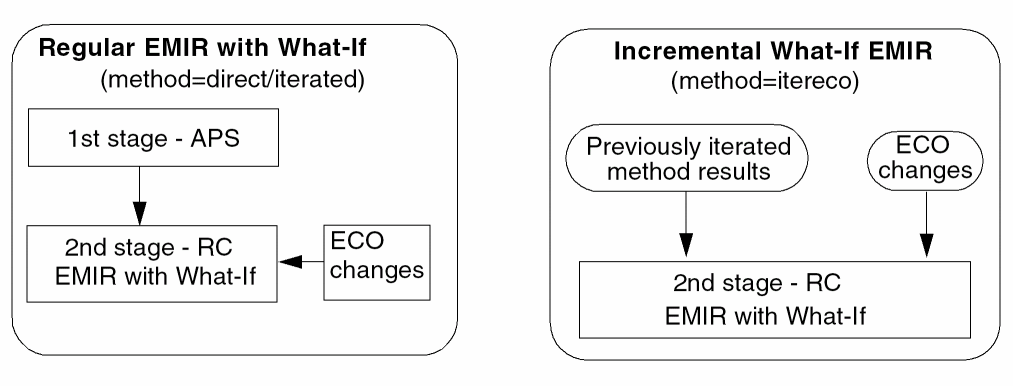 Regular EMIR with What-If
(method=direct/iterated)
1st stage - APS
2nd stage - RC
EMIR with What-If
ECO
changes
Incremental What-If EMIR
(method=itereco)
Previously iterated
method results
ECO
changes
2nd stage - RC
EMIR with What-If